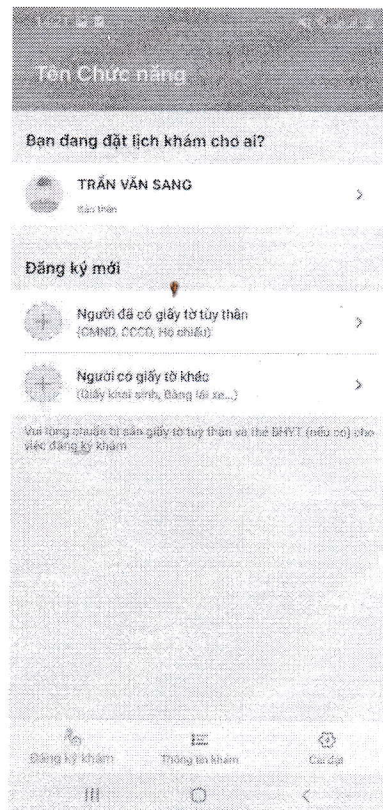 Tên Chức năng
Bạn đang đặt lịch khám cho ai?
TRẦN VĂN SANG
Bản thân
Đăng ký mới
Người đã có giấy tờ tùy thân
(CMND, CCCD, Hộ chiếu)
Người có giấy tờ khác
(Giấy khai sinh, Bằng lái xe...)
Vui lòng chuẩn bị sẵn giấy tờ tuỳ thân và thẻ BHYT (nếu có) cho
việc đăng ký khám
Đăng ký khám
Thông tin khám
Cài đặt